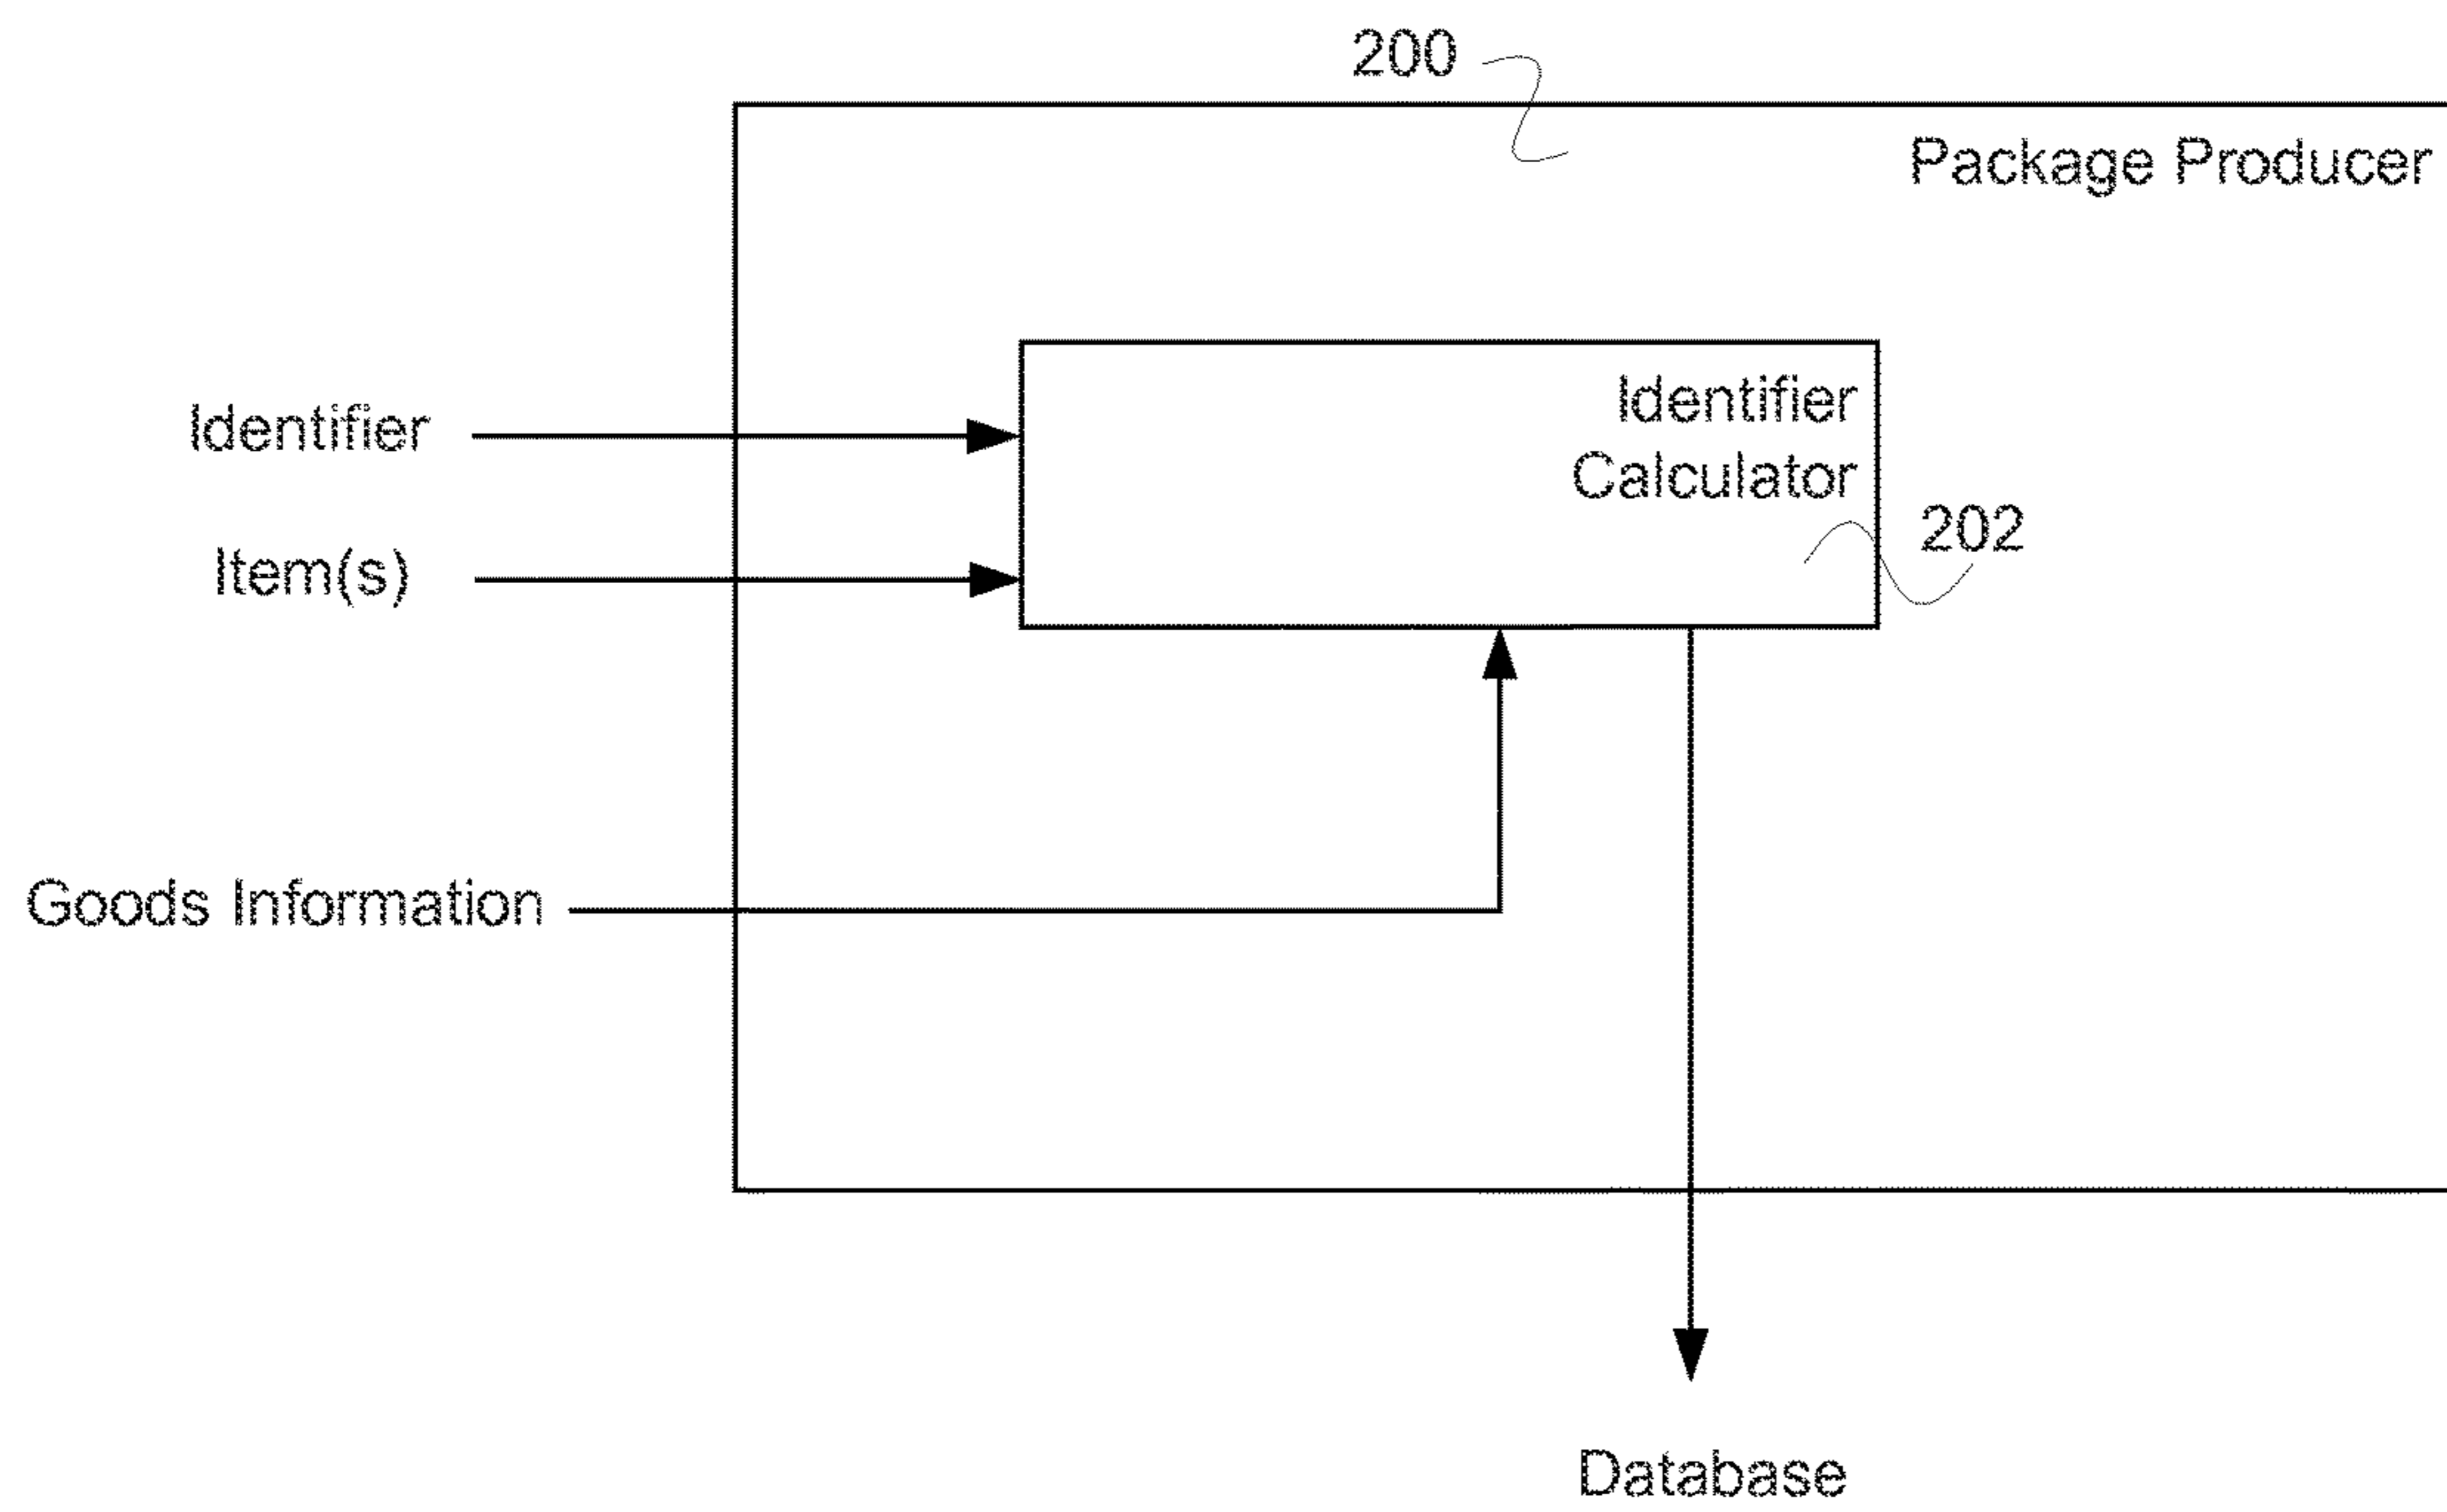 200
Package Producer
Identifier
Calculator
Identifier
202
Item(s)
Goods Information
Database